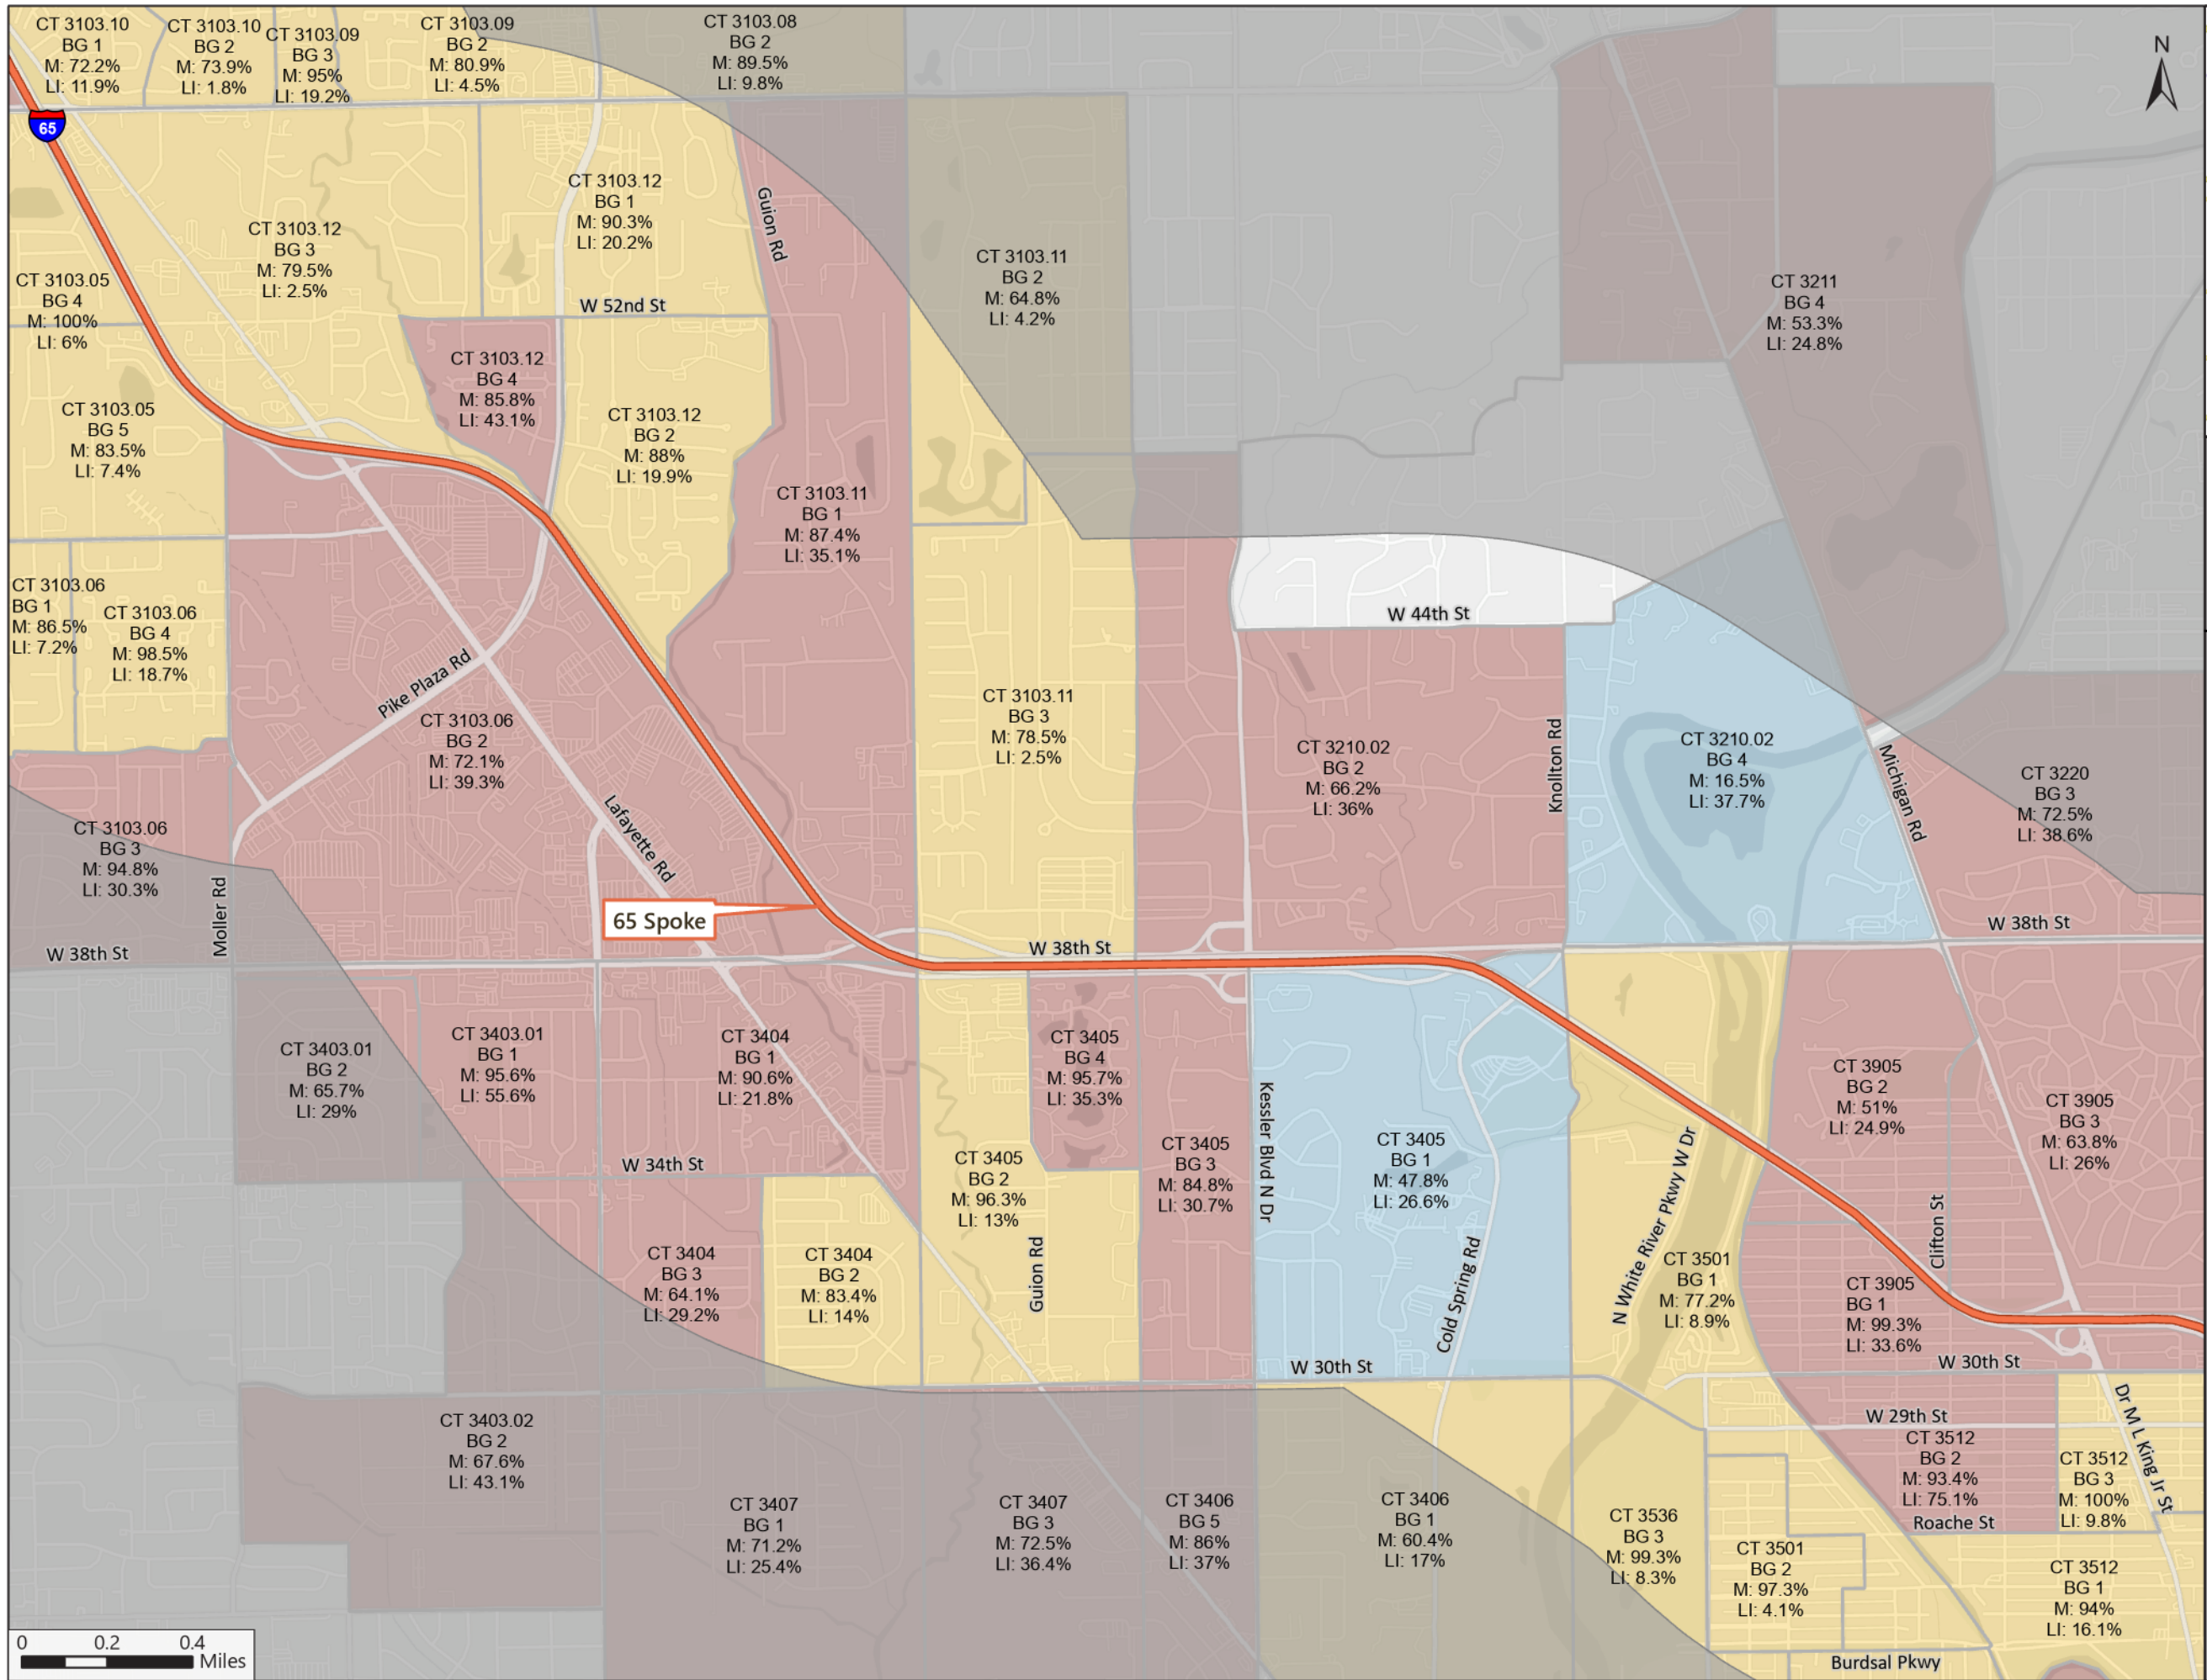 CT 3103.10
BG 1
M: 72.2%
LI: 11.9%
CT 3103.10
BG 2
M: 73.9%
LI: 1.8%
CT 3103.09
BG 3
M: 95%
LI: 19.2%
CT 3103.09
BG 2
M: 80.9%
LI: 4.5%
CT 3103.08
BG 2
M: 89.5%
LI: 9.8%
N
65
CT 3103.12
BG 3
M: 79.5%
LI: 2.5%
CT 3103.12
BG 1
M: 90.3%
LI: 20.2%
Guion Rd
CT 3103.11
BG 2
M: 64.8%
LI: 4.2%
CT 3211
BG 4
M: 53.3%
LI: 24.8%
CT 3103.05
BG 4
M: 100%
LI: 6%
W 52nd St
CT 3103.12
BG 4
M: 85.8%
LI: 43.1%
CT 3103.05
BG 5
M: 83.5%
LI: 7.4%
CT 3103.12
BG 2
M: 88%
LI: 19.9%
CT 3103.11
BG 1
M: 87.4%
LI: 35.1%
CT 3103.06
BG 1
M: 86.5%
LI: 7.2%
CT 3103.06
BG 4
M: 98.5%
LI: 18.7%
W 44th St
Pike Plaza Rd
CT 3103.06
BG 2
M: 72.1%
LI: 39.3%
CT 3103.11
BG 3
M: 78.5%
LI: 2.5%
CT 3210.02
BG 2
M: 66.2%
LI: 36%
Knollton Rd
CT 3210.02
BG 4
M: 16.5%
LI: 37.7%
Michigan Rd
CT 3220
BG 3
M: 72.5%
LI: 38.6%
CT 3103.06
BG 3
M: 94.8%
LI: 30.3%
Moller Rd
Lafayette Rd
65 Spoke
W 38th St
W 38th St
W 38th St
CT 3403.01
BG 2
M: 65.7%
LI: 29%
CT 3403.01
BG 1
M: 95.6%
LI: 55.6%
CT 3404
BG 1
M: 90.6%
LI: 21.8%
CT 3405
BG 4
M: 95.7%
LI: 35.3%
CT 3905
BG 2
M: 51%
LI: 24.9%
CT 3905
BG 3
M: 63.8%
LI: 26%
W 34th St
CT 3405
BG 2
M: 96.3%
LI: 13%
CT 3405
BG 3
M: 84.8%
LI: 30.7%
Kessler Blvd N Dr
CT 3405
BG 1
M: 47.8%
LI: 26.6%
N White River Pkwy W Dr
Clifton St
CT 3404
BG 3
M: 64.1%
LI: 29.2%
CT 3404
BG 2
M: 83.4%
LI: 14%
Guion Rd
Cold Spring Rd
CT 3501
BG 1
M: 77.2%
LI: 8.9%
CT 3905
BG 1
M: 99.3%
LI: 33.6%
W 30th St
W 30th St
CT 3403.02
BG 2
M: 67.6%
LI: 43.1%
W 29th St
CT 3512
BG 2
M: 93.4%
LI: 75.1%
Roache St
CT 3512
BG 3
M: 100%
LI: 9.8%
Dr M L King Jr St
CT 3407
BG 1
M: 71.2%
LI: 25.4%
CT 3407
BG 3
M: 72.5%
LI: 36.4%
CT 3406
BG 5
M: 86%
LI: 37%
CT 3406
BG 1
M: 60.4%
LI: 17%
CT 3536
BG 3
M: 99.3%
LI: 8.3%
CT 3501
BG 2
M: 97.3%
LI: 4.1%
CT 3512
BG 1
M: 94%
LI: 16.1%
Burdsal Pkwy
0 0.2 0.4
Miles